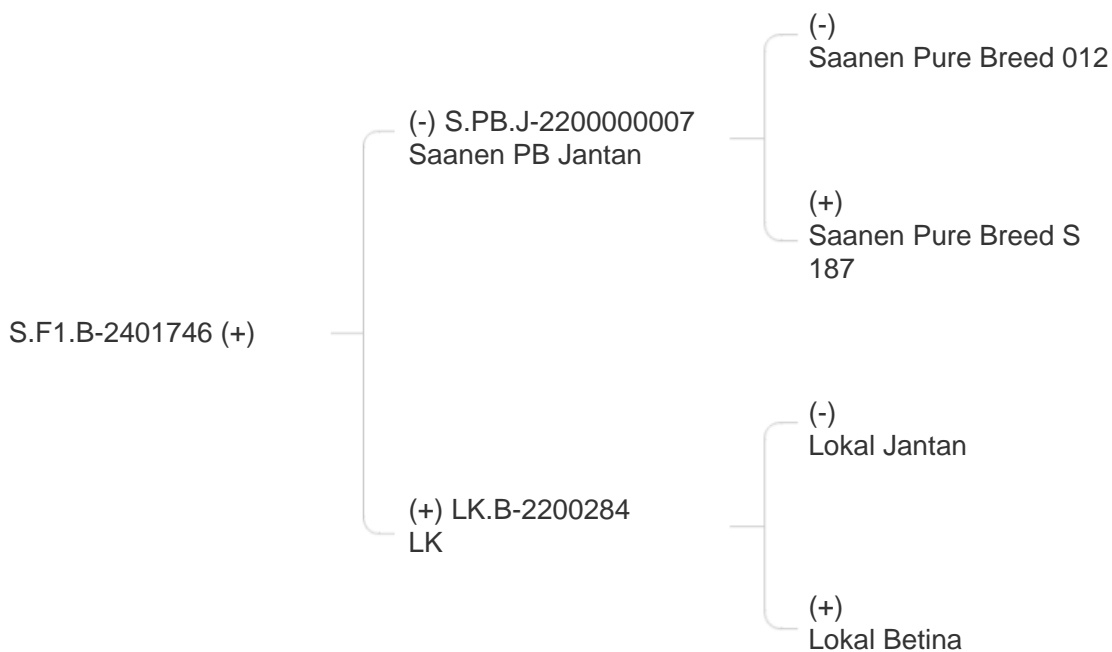 S.F1.B-2401746 (+)
(-) S.PB.J-2200000007
Saanen PB Jantan
(-)
Saanen Pure Breed 012
(+)
Saanen Pure Breed S
187
(+) LK.B-2200284
LK
(-)
Lokal Jantan
(+)
Lokal Betina